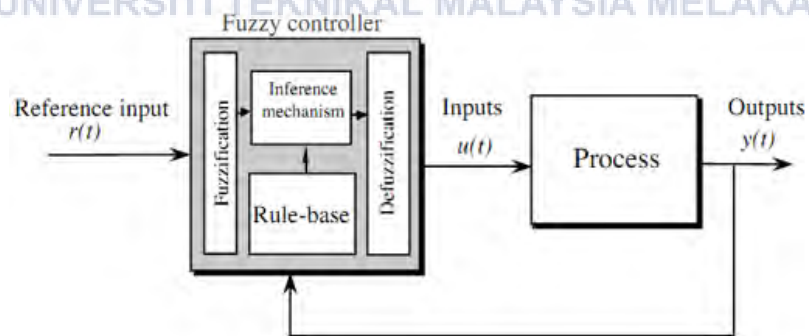 UNIVERSITI TEKNIKAL MALAYSIA MELAKA
Fuzzy controller
Reference input
r(t)
Fuzzification
Inference
mechanism
Rule-base
Defuzzification
Inputs
u(t)
Process
Outputs
y(t)